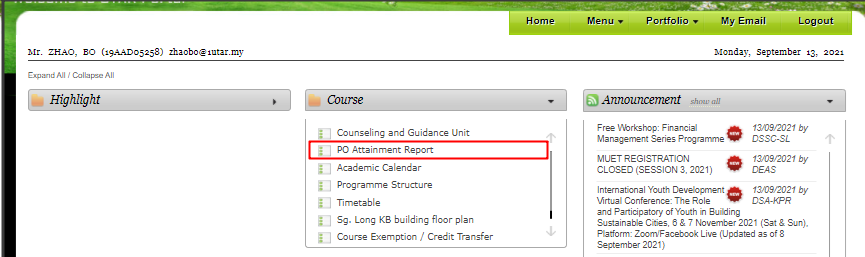 Home Menu Portfolio My Email Logout
Mr. ZHAO, BO (19AAD05258) zhaobo@1utar.my Monday, September 13, 2021
Expand All / Collapse All
Highlight
Course
Counseling and Guidance Unit
PO Attainment Report
Academic Calendar
Programme Structure
Timetable
Sg. Long KB building floor plan
Course Exemption / Credit Transfer
Announcement show all
Free Workshop: Financial NEW 13/09/2021 by
Management Series Programme DSSC-SL
MUET REGISTRATION NEW 13/09/2021 by
CLOSED (SESSION 3, 2021) DEAS
International Youth Development NEW 13/09/2021 by
Virtual Conference: The Role DSA-KPR
and Participatory of Youth in Building
Sustainable Cities, 6 & 7 November 2021 (Sat & Sun),
Platform: Zoom/Facebook Live (Updated as of 8
September 2021)